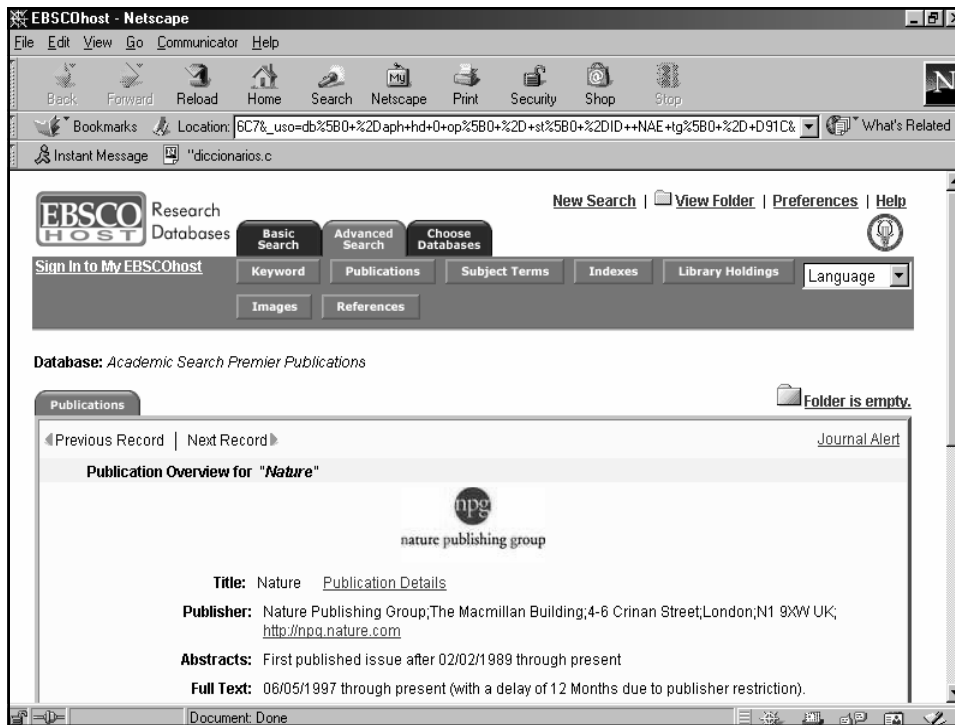 EBSCOhost - Netscape
File Edit View Go Communicator Help
Back Forward Reload Home Search Netscape Print Security Shop Stop
Bookmarks Location: 6C7&_uso=db%5B0+%2Daph+hd+0+op%5B0+%2D+st%5B0+%2DID++NAE+tg%5B0+%2D+D91C& What's Related
Instant Message "diccionarios.c
New Search | View Folder | Preferences | Help
EBSCO HOST Research Databases
Basic Search Advanced Search Choose Databases
Sign In to My EBSCOhost Keyword Publications Subject Terms Indexes Library Holdings Language
Images References
Database: Academic Search Premier Publications
Publications Folder is empty.
Previous Record | Next Record Journal Alert
Publication Overview for "Nature"
npg
nature publishing group
Title: Nature Publication Details
Publisher: Nature Publishing Group;The Macmillan Building;4-6 Crinan Street;London;N1 9XW UK;
http://npg.nature.com
Abstracts: First published issue after 02/02/1989 through present
Full Text: 06/05/1997 through present (with a delay of 12 Months due to publisher restriction).
Document: Done